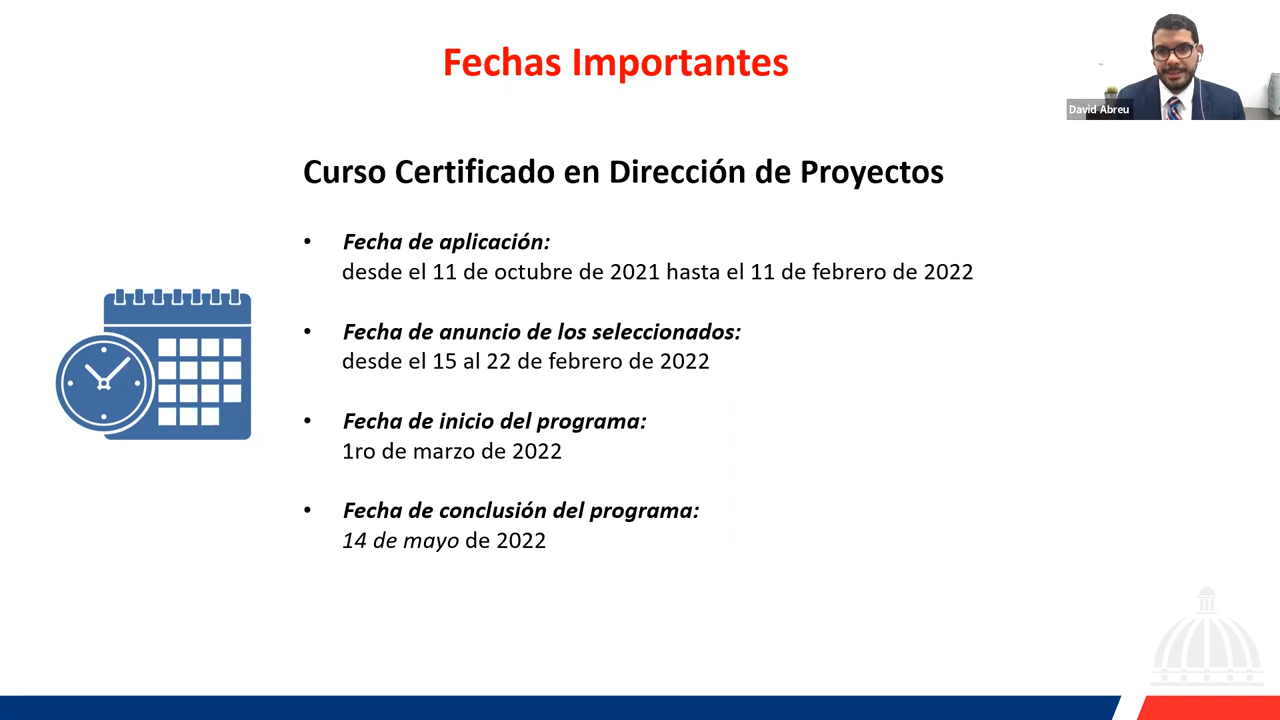 Fechas Importantes
David Abreu
Curso Certificado en Dirección de Proyectos
• Fecha de aplicación:
desde el 11 de octubre de 2021 hasta el 11 de febrero de 2022
• Fecha de anuncio de los seleccionados:
desde el 15 al 22 de febrero de 2022
• Fecha de inicio del programa:
1ro de marzo de 2022
• Fecha de conclusión del programa:
14 de mayo de 2022